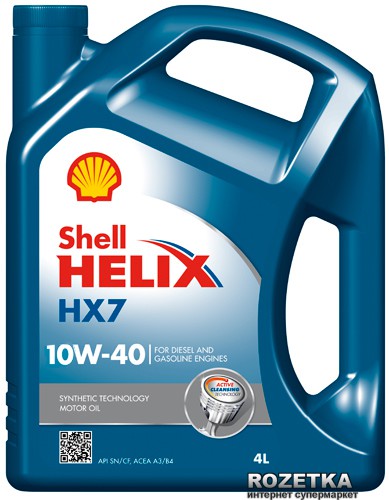 Shell
HELIX
HX7
10W-40
FOR DIESEL AND
GASOLINE ENGINES
ACTIVE
CLEANSING
TECHNOLOGY
SYNTHETIC TECHNOLOGY
MOTOR OIL
API SN/CF, ACEA A3/B4
4L
ROZETKA
интернет супермаркет